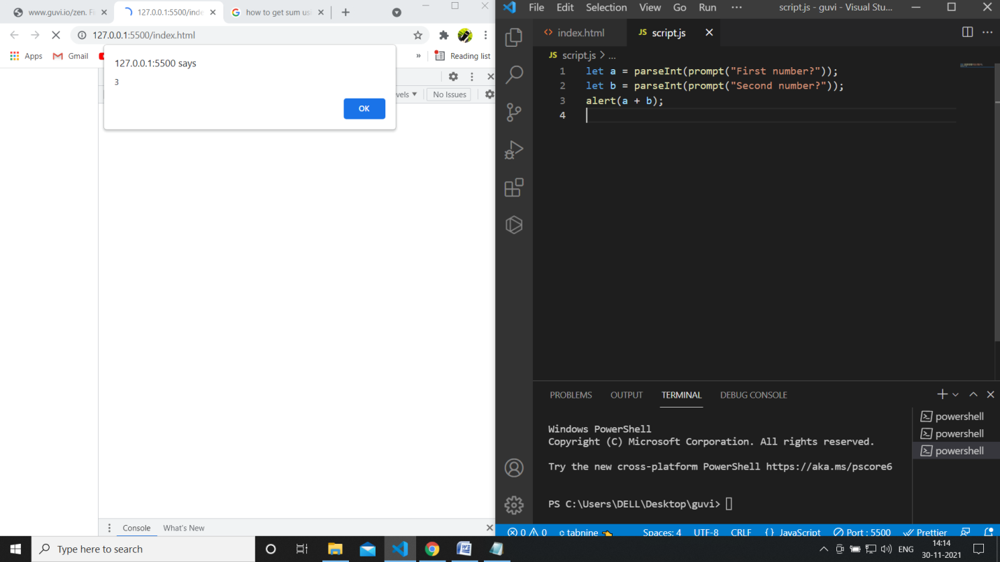 www.guvi.io/zen. Fi
127.0.0.1:5500/inde
how to get sum us
127.0.0.1:5500/index.html
Apps
Gmail
»
Reading list
127.0.0.1:5500 says
3
OK
No Issues
Console
What's New
File Edit Selection View Go Run ···
script.js - guvi - Visual Stu...
index.html
JS script.js
JS script.js > ...
1 let a = parseInt(prompt("First number?"));
2 let b = parseInt(prompt("Second number?"));
3 alert(a + b);
4
PROBLEMS OUTPUT TERMINAL DEBUG CONSOLE
powershell
powershell
powershell
Windows PowerShell
Copyright (C) Microsoft Corporation. All rights reserved.
Try the new cross-platform PowerShell https://aka.ms/pscore6
PS C:\Users\DELL\Desktop\guvi>
0 0 tabnine Spaces: 4 UTF-8 CRLF {} JavaScript Port : 5500 Prettier
Type here to search
ENG
14:14
30-11-2021